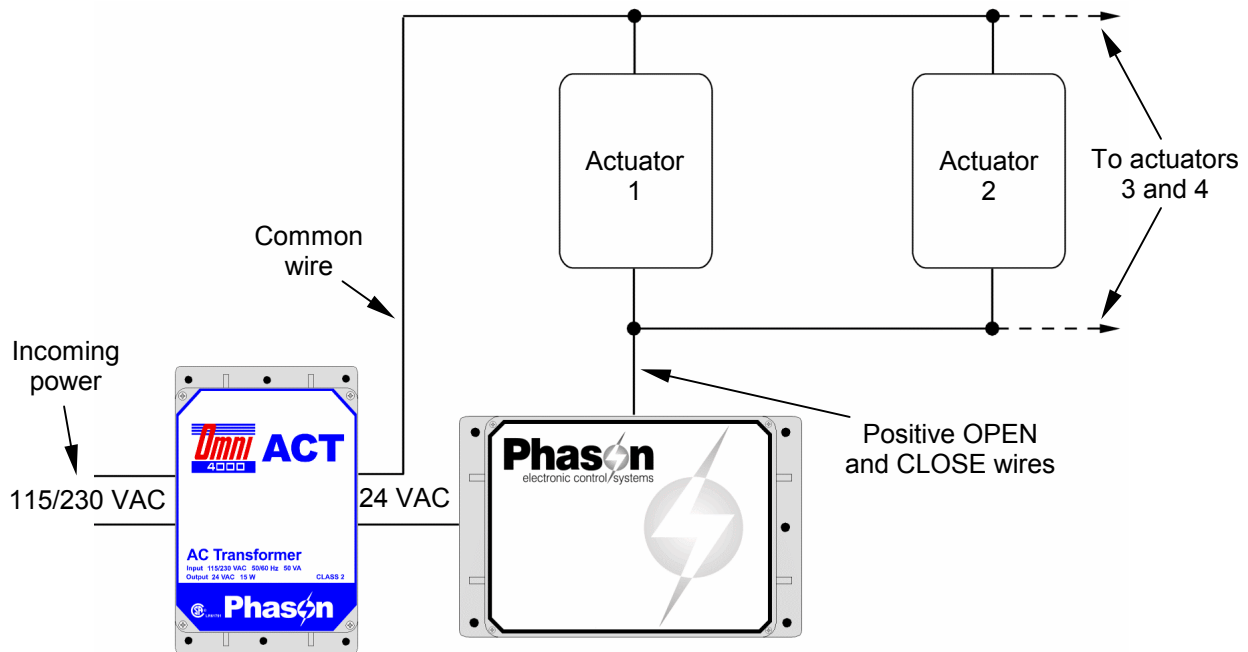 Actuator
1
Actuator
2
To actuators
3 and 4
Common
wire
Incoming
power
115/230 VAC
24 VAC
Omni
4000
ACT
AC Transformer
Input 115/230 VAC 50/60 Hz 50 VA
Output 24 VAC 15 W CLASS 2
Phason
Phason
electronic control systems
Positive OPEN
and CLOSE wires